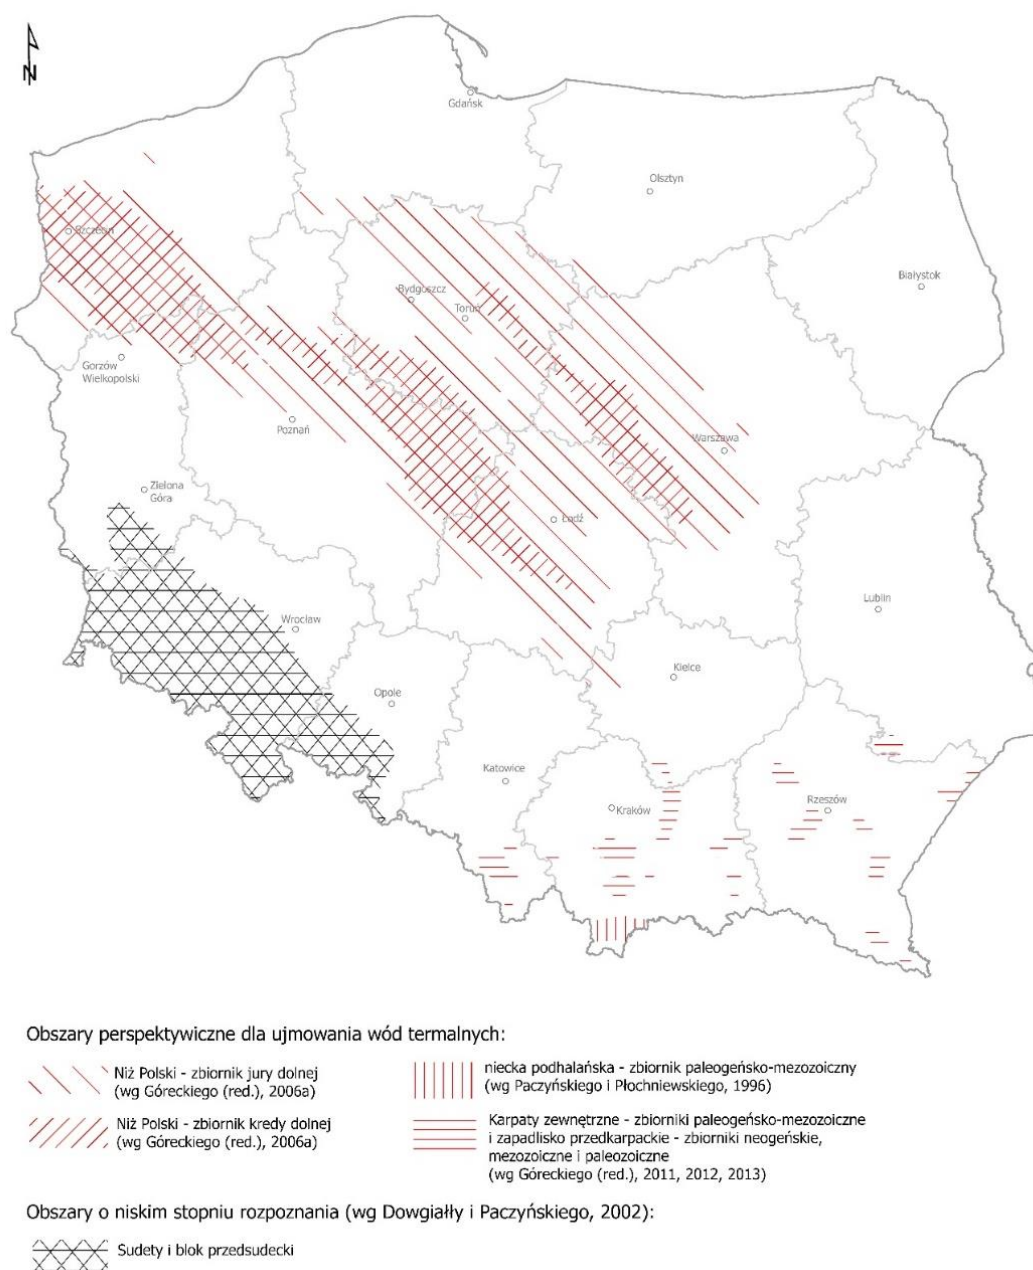 N
Gdańsk
Olsztyn
Szczecin
Białystok
Bydgoszcz
Toruń
Gorzów
Wielkopolski
Poznań
Warszawa
Zielona
Góra
Łódź
Lublin
Wrocław
Kielce
Opole
Katowice
Kraków
Rzeszów
Obszary perspektywiczne dla ujmowania wód termalnych:
Niż Polski - zbiornik jury dolnej
(wg Góreckiego (red.), 2006a)
Niż Polski - zbiornik kredy dolnej
(wg Góreckiego (red.), 2006a)
niecka podhalańska - zbiornik paleogeńsko-mezozoiczny
(wg Paczyńskiego i Płochniewskiego, 1996)
Karpaty zewnętrzne - zbiorniki paleogeńsko-mezozoiczne
i zapadlisko przedkarpackie - zbiorniki neogeńskie,
mezozoiczne i paleozoiczne
(wg Góreckiego (red.), 2011, 2012, 2013)
Obszary o niskim stopniu rozpoznania (wg Dowgiałły i Paczyńskiego, 2002):
Sudety i blok przedsudecki